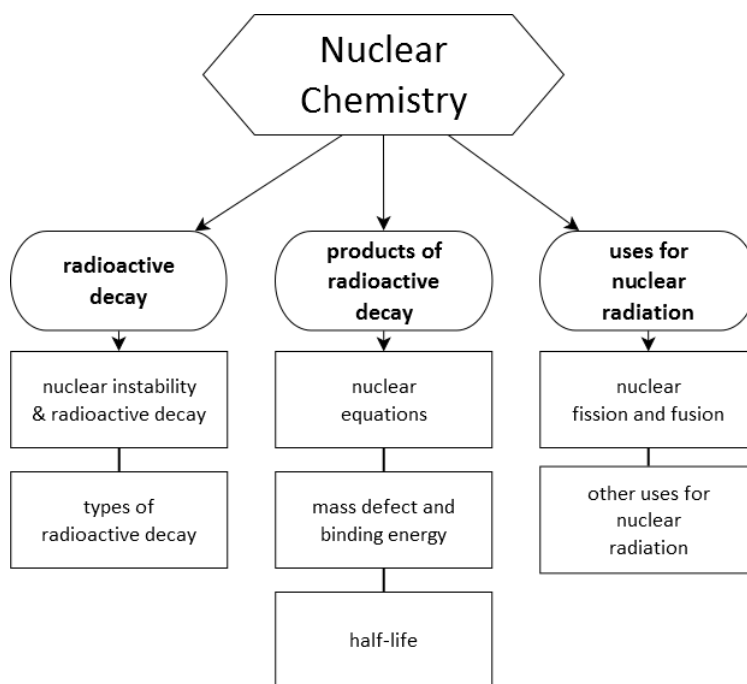 Nuclear
Chemistry
radioactive
decay
products of
radioactive
decay
uses for
nuclear
radiation
nuclear instability
& radioactive decay
nuclear
equations
nuclear
fission and fusion
types of
radioactive decay
mass defect and
binding energy
other uses for
nuclear
radiation
half-life